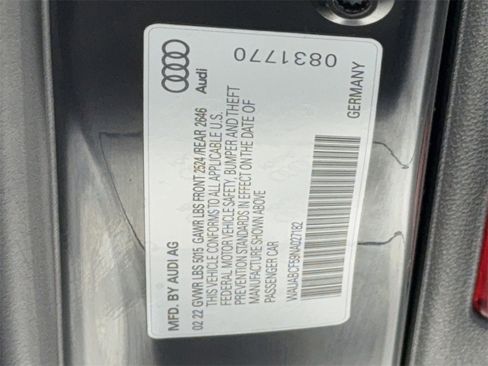 MFD. BY AUDI AG
Audi
02 22 GVWR LBS 5015 GAWR LBS FRONT 2524 /REAR 2646
THIS VEHICLE CONFORMS TO ALL APPLICABLE U.S.
FEDERAL MOTOR VEHICLE SAFETY, BUMPER AND THEFT
PREVENTION STANDARDS IN EFFECT ON THE DATE OF
MANUFACTURE SHOWN ABOVE
PASSENGER CAR
WAUABCF59NA027182
0831770
GERMANY